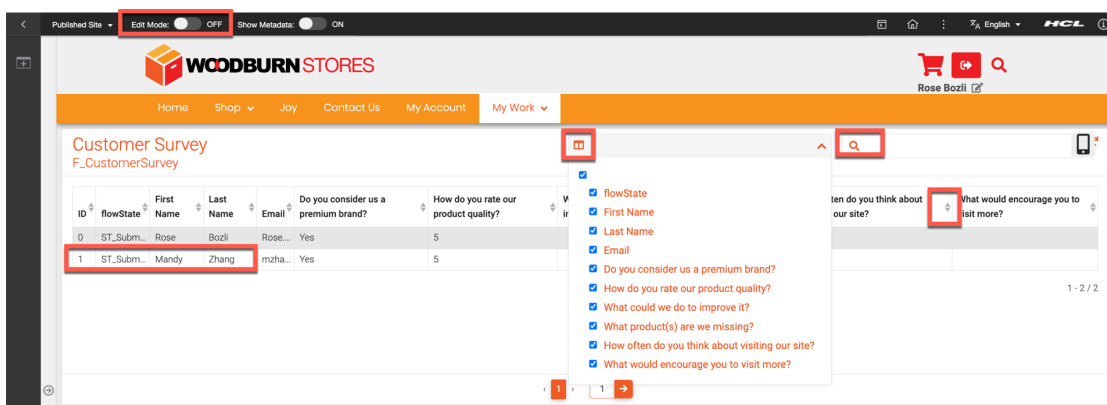 Published Site Edit Mode: OFF Show Metadata: ON English HCL
WOODBURN STORES
Rose Bozli
Home Shop Joy Contact Us My Account My Work
Customer Survey
F_CustomerSurvey
ID flowState First Name Last Name Email Do you consider us a premium brand? How do you rate our product quality? ten do you think about our site? What would encourage you to visit more?
0 ST_Subm... Rose Bozli Rose.... Yes 5
1 ST_Subm... Mandy Zhang mzha... Yes 5
flowState
First Name
Last Name
Email
Do you consider us a premium brand?
How do you rate our product quality?
What could we do to improve it?
What product(s) are we missing?
How often do you think about visiting our site?
What would encourage you to visit more?
1 - 2 / 2
1 1